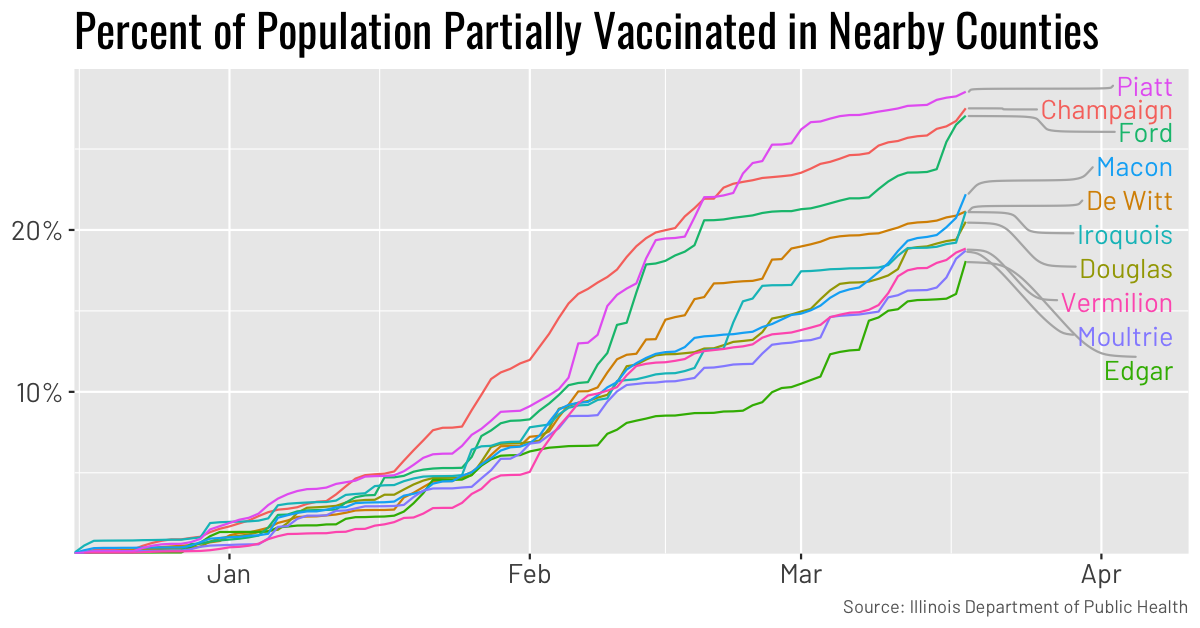 Percent of Population Partially Vaccinated in Nearby Counties
Piatt
Champaign
Ford
Macon
De Witt
Iroquois
Douglas
Vermilion
Moultrie
Edgar
20%
10%
Jan Feb Mar Apr
Source: Illinois Department of Public Health